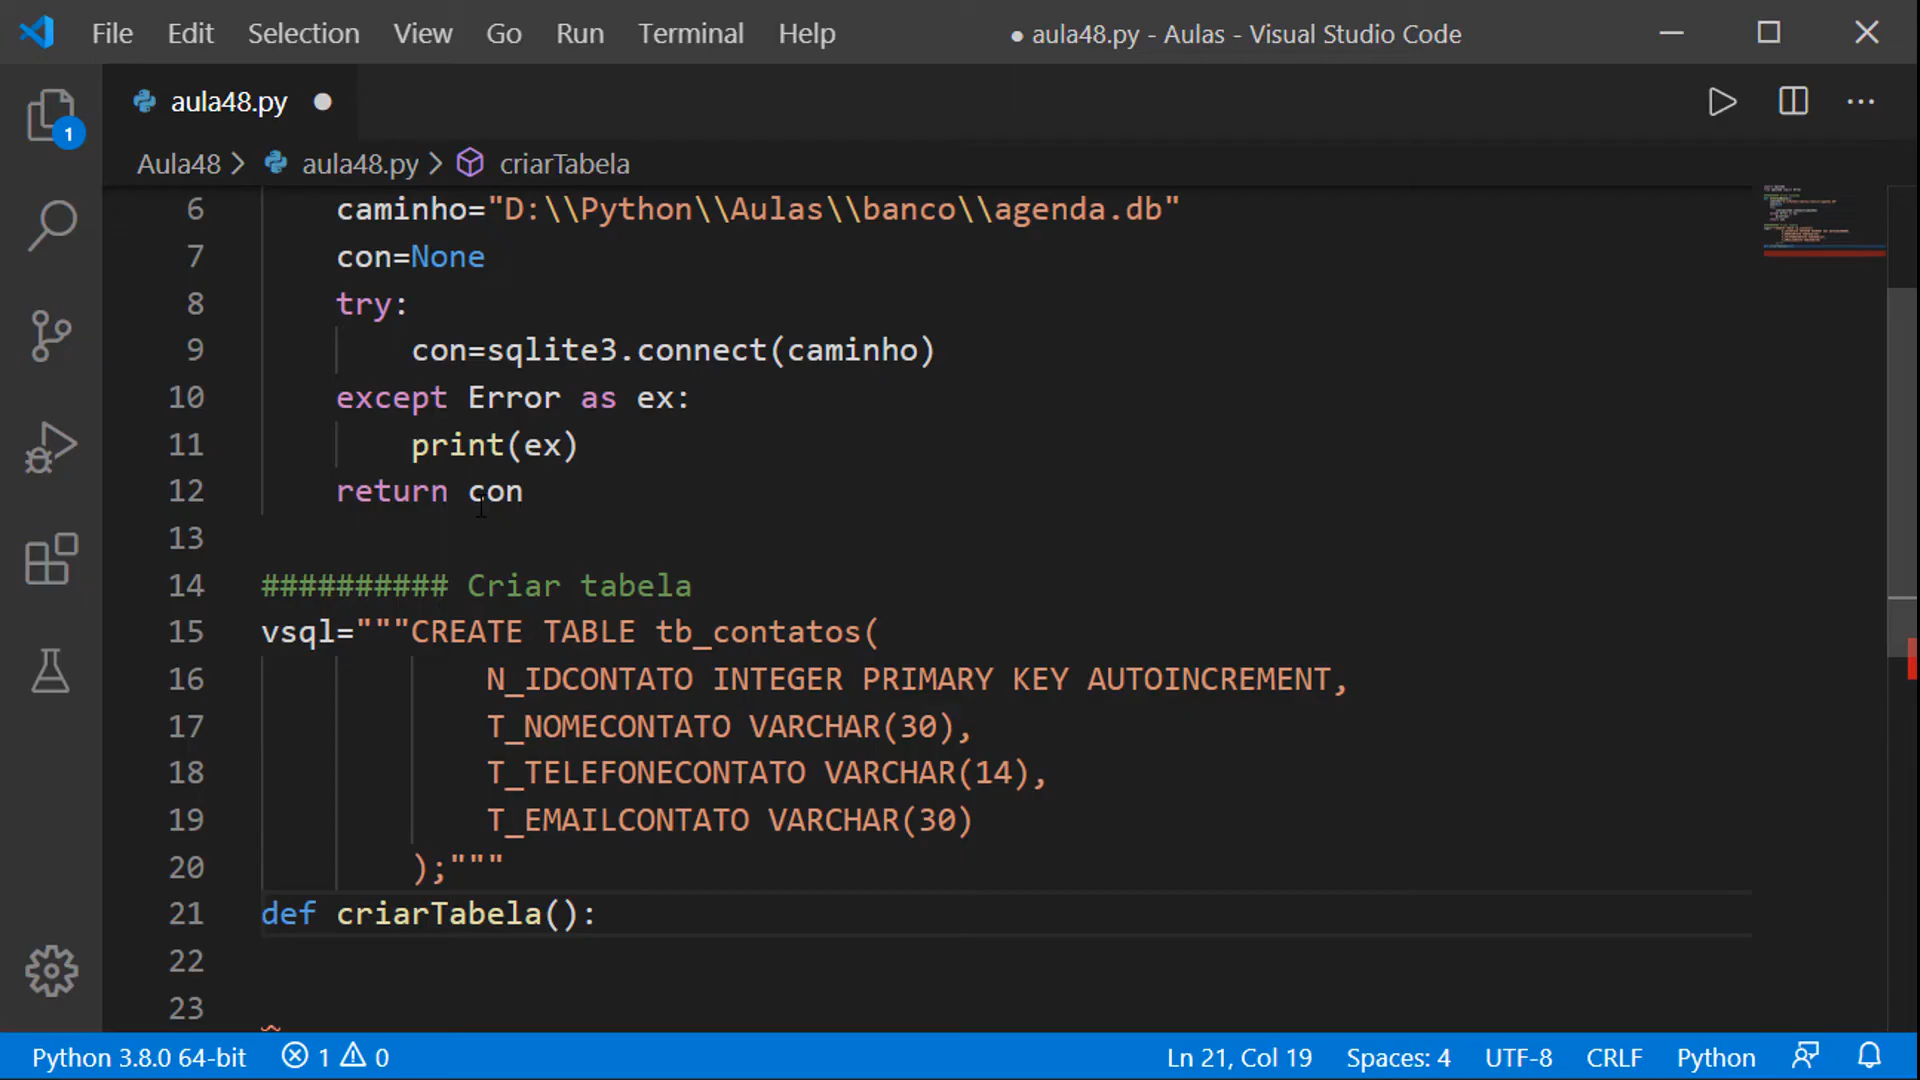 File Edit Selection View Go Run Terminal Help ● aula48.py - Aulas - Visual Studio Code
aula48.py
1
Aula48 > aula48.py > criarTabela
6 caminho="D:\\Python\\Aulas\\banco\\agenda.db"
7 con=None
8 try:
9 con=sqlite3.connect(caminho)
10 except Error as ex:
11 print(ex)
12 return con
13
14 ########## Criar tabela
15 vsql="""CREATE TABLE tb_contatos(
16 N_IDCONTATO INTEGER PRIMARY KEY AUTOINCREMENT,
17 T_NOMECONTATO VARCHAR(30),
18 T_TELEFONECONTATO VARCHAR(14),
19 T_EMAILCONTATO VARCHAR(30)
20 );"""
21 def criarTabela():
22
23
Python 3.8.0 64-bit 1 0 Ln 21, Col 19 Spaces: 4 UTF-8 CRLF Python